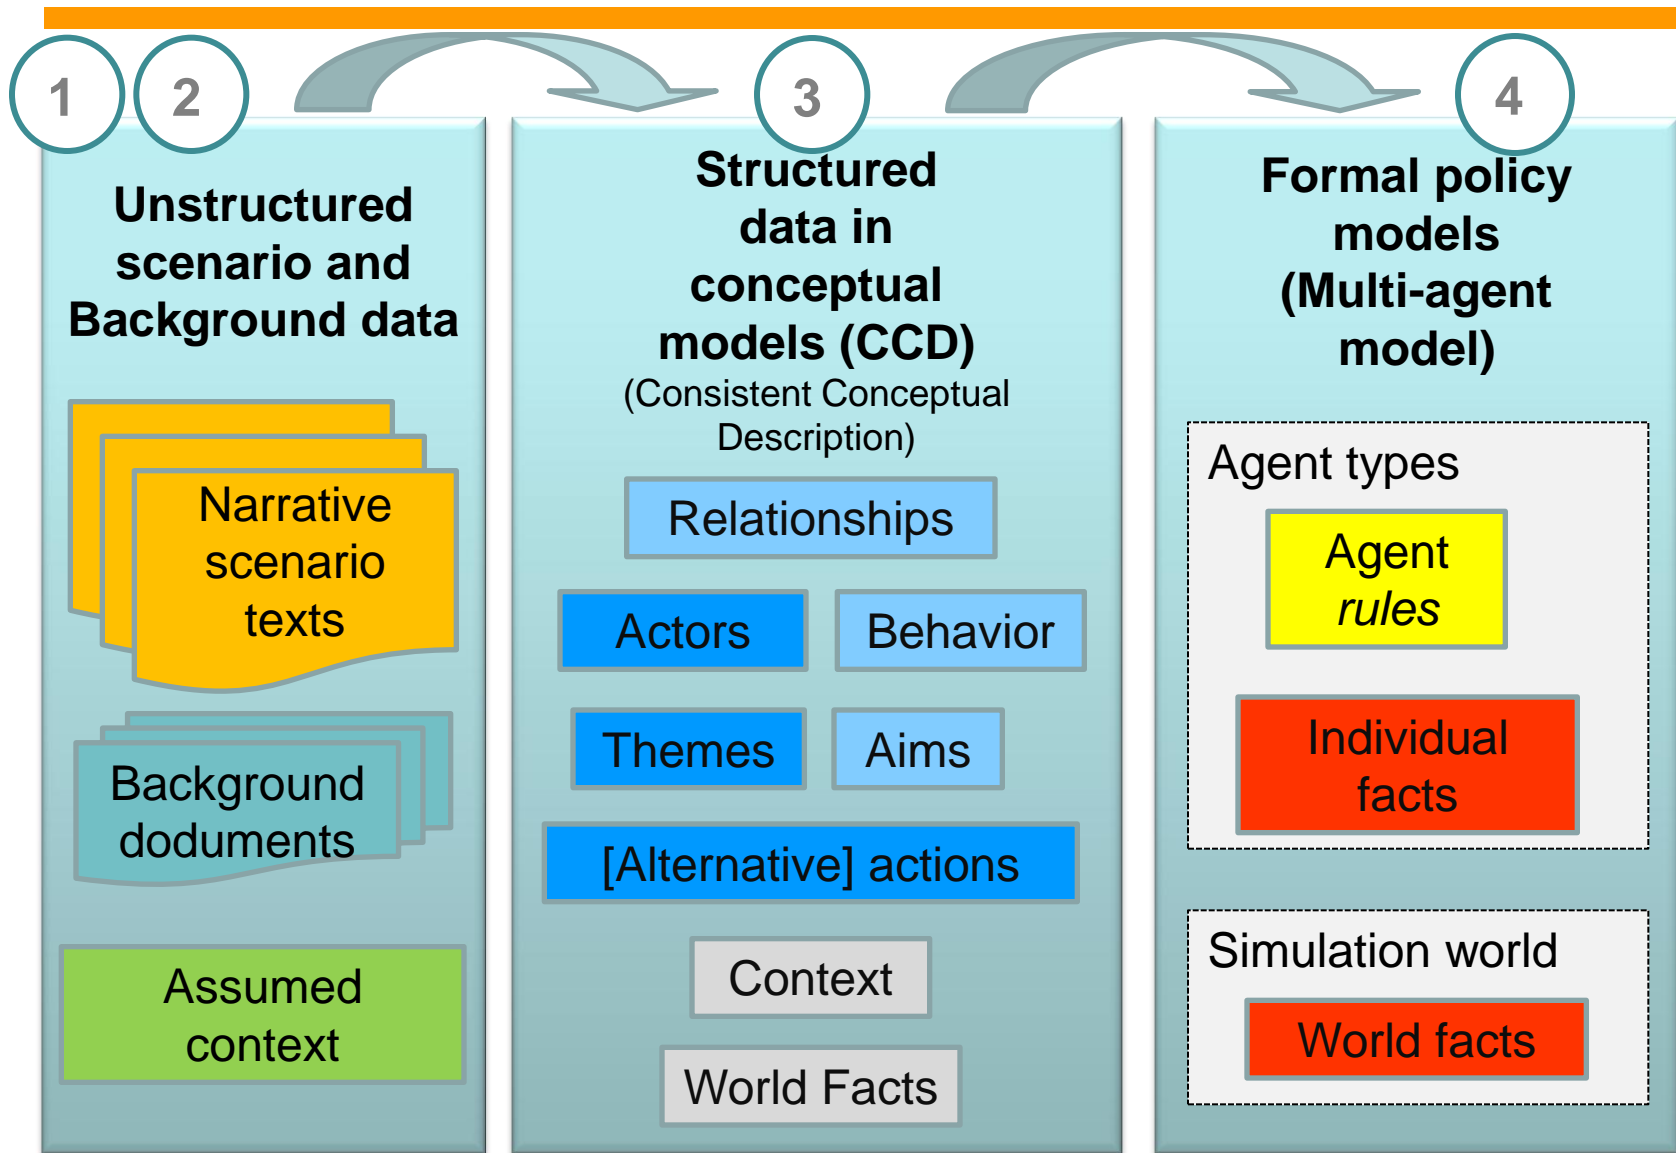 1
2
3
4
Unstructured
scenario and
Background data
Narrative
scenario
texts
Background
doduments
Assumed
context
Structured
data in
conceptual
models (CCD)
(Consistent Conceptual
Description)
Relationships
Actors
Behavior
Themes
Aims
[Alternative] actions
Context
World Facts
Formal policy
models
(Multi-agent
model)
Agent types
Agent
rules
Individual
facts
Simulation world
World facts